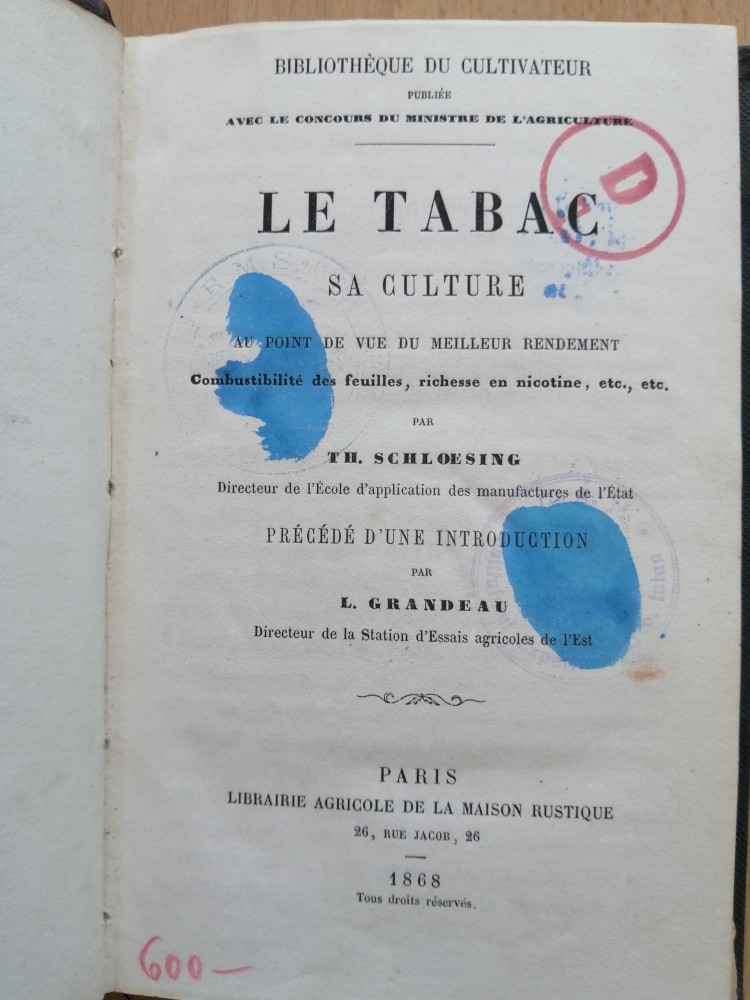 BIBLIOTHÈQUE DU CULTIVATEUR
PUBLIÉE
AVEC LE CONCOURS DU MINISTRE DE L'AGRICULTURE
D
LE TABAC
R.M.S.
SA CULTURE
AU POINT DE VUE DU MEILLEUR RENDEMENT
Combustibilité des feuilles, richesse en nicotine, etc., etc.
PAR
TH. SCHLŒSING
Directeur de l'École d'application des manufactures de l'État
PRÉCÉDÉ D'UNE INTRODUCTION
PAR
L. GRANDEAU
tutun
Directeur de la Station d'Essais agricoles de l'Est
PARIS
LIBRAIRIE AGRICOLE DE LA MAISON RUSTIQUE
26, RUE JACOB, 26
1868
Tous droits réservés.
600—